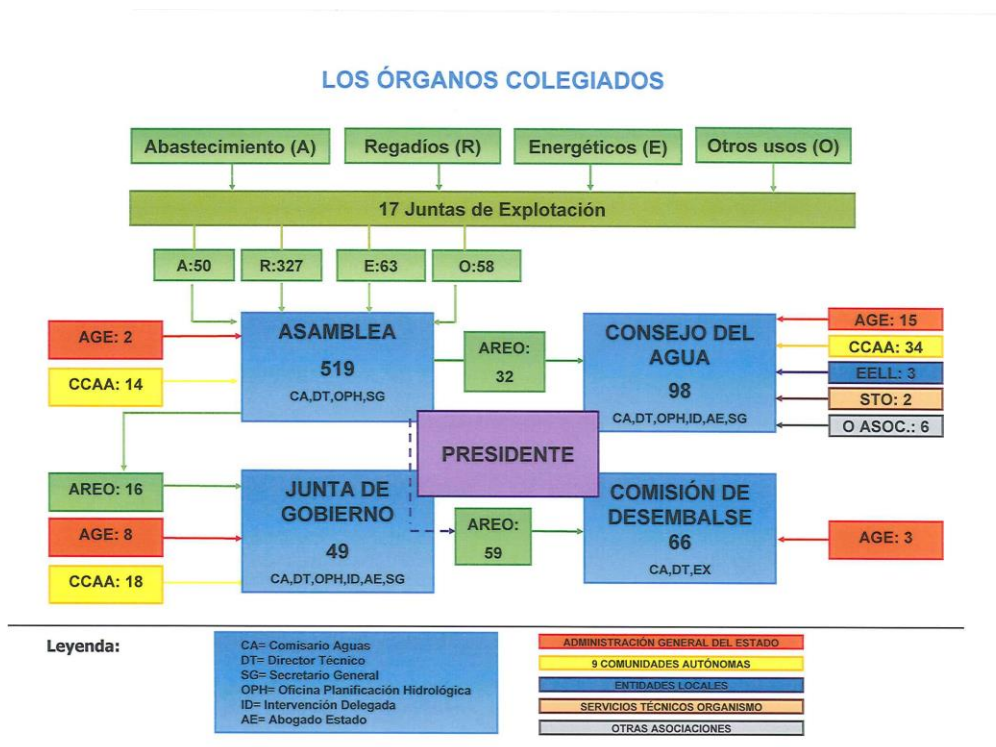 LOS ÓRGANOS COLEGIADOS
Abastecimiento (A)
Regadíos (R)
Energéticos (E)
Otros usos (O)
17 Juntas de Explotación
A:50
R:327
E:63
O:58
AGE: 2
CCAA: 14
ASAMBLEA
519
CA,DT,OPH,SG
AREO:
32
CONSEJO DEL
AGUA
98
CA,DT,OPH,ID,AE,SG
AGE: 15
CCAA: 34
EELL: 3
STO: 2
O ASOC.: 6
PRESIDENTE
AREO: 16
AGE: 8
CCAA: 18
JUNTA DE
GOBIERNO
49
CA,DT,OPH,ID,AE,SG
AREO:
59
COMISIÓN DE
DESEMBALSE
66
CA,DT,EX
AGE: 3
Leyenda:
CA= Comisario Aguas
DT= Director Técnico
SG= Secretario General
OPH= Oficina Planificación Hidrológica
ID= Intervención Delegada
AE= Abogado Estado
ADMINISTRACIÓN GENERAL DEL ESTADO
9 COMUNIDADES AUTÓNOMAS
ENTIDADES LOCALES
SERVICIOS TÉCNICOS ORGANISMO
OTRAS ASOCIACIONES